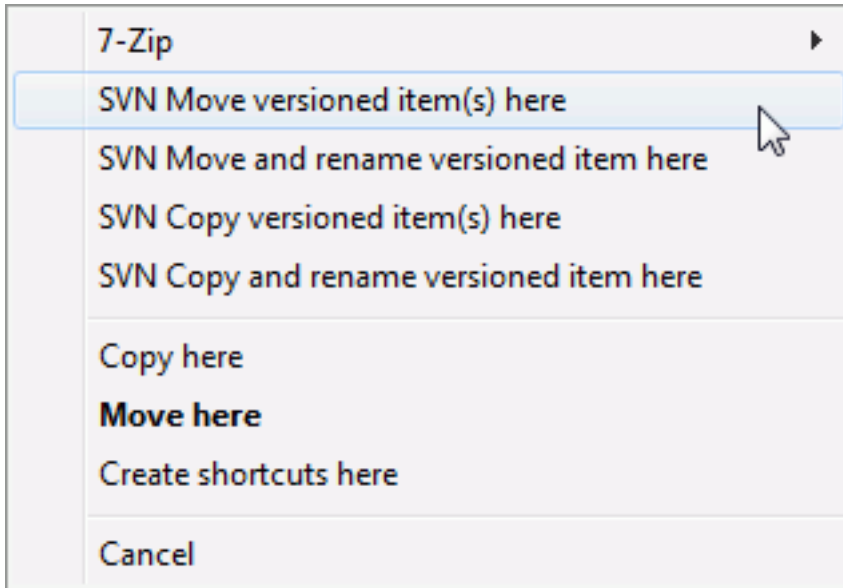 7-Zip
SVN Move versioned item(s) here
SVN Move and rename versioned item here
SVN Copy versioned item(s) here
SVN Copy and rename versioned item here
Copy here
Move here
Create shortcuts here
Cancel